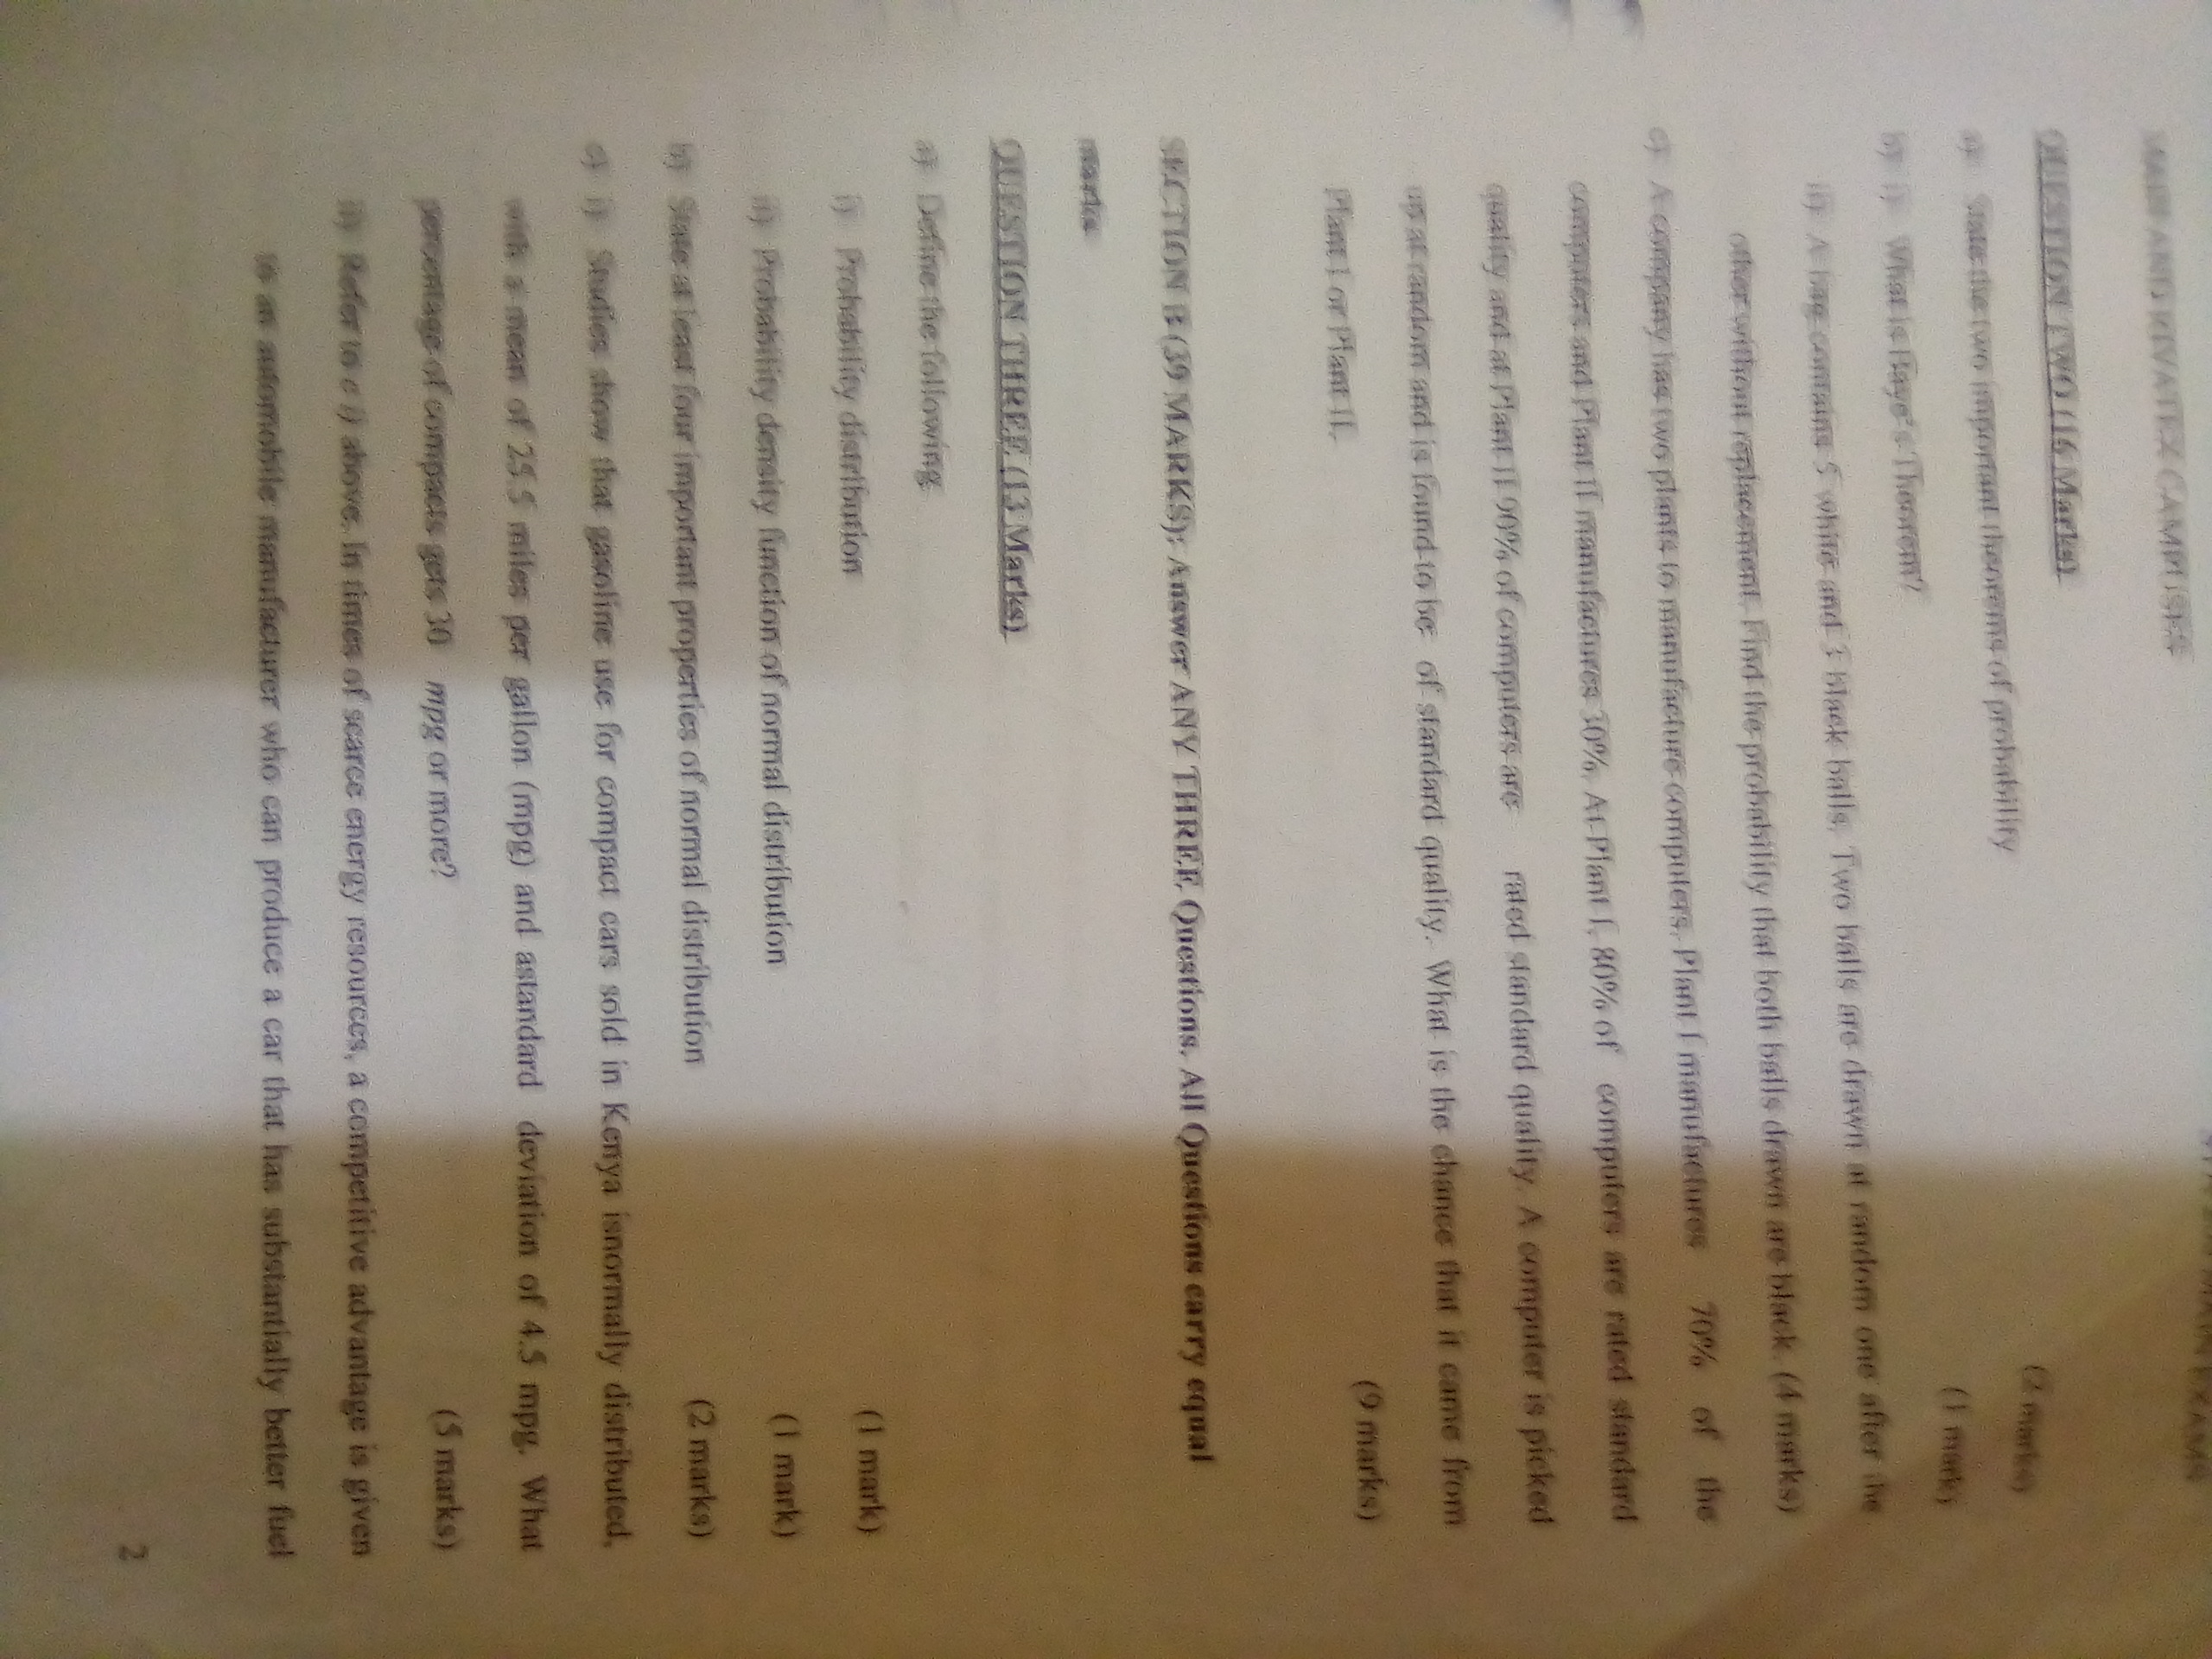 MAIN AND RIVATEX CAMPUSES
MAIN EXAMS
QUESTION TWO (16 Marks)
a) State the two important theorems of probability (2 marks)
b) i) What is Baye's Theorem? (1 mark)
ii) A bag contains 5 white and 3 black balls. Two balls are drawn at random one after the
other without replacement. Find the probability that both balls drawn are black. (4 marks)
c) A company has two plants to manufacture computers. Plant I manufactures 70% of the
computers and Plant II manufactures 30%. At Plant I, 80% of computers are rated standard
quality and at Plant II 90% of computers are rated standard quality. A computer is picked
up at random and is found to be of standard quality. What is the chance that it came from
Plant I or Plant II. (9 marks)
SECTION B (39 MARKS): Answer ANY THREE Questions. All Questions carry equal
marks
QUESTION THREE (13 Marks)
a) Define the following
i) Probability distribution (1 mark)
ii) Probability density function of normal distribution (1 mark)
b) State at least four important properties of normal distribution (2 marks)
c) i) Studies show that gasoline use for compact cars sold in Kenya isnormally distributed,
with a mean of 25.5 miles per gallon (mpg) and astandard deviation of 4.5 mpg. What
percentage of compacts gets 30 mpg or more? (5 marks)
ii) Refer to c i) above. In times of scarce energy resources, a competitive advantage is given
to an automobile manufacturer who can produce a car that has substantially better fuel
2